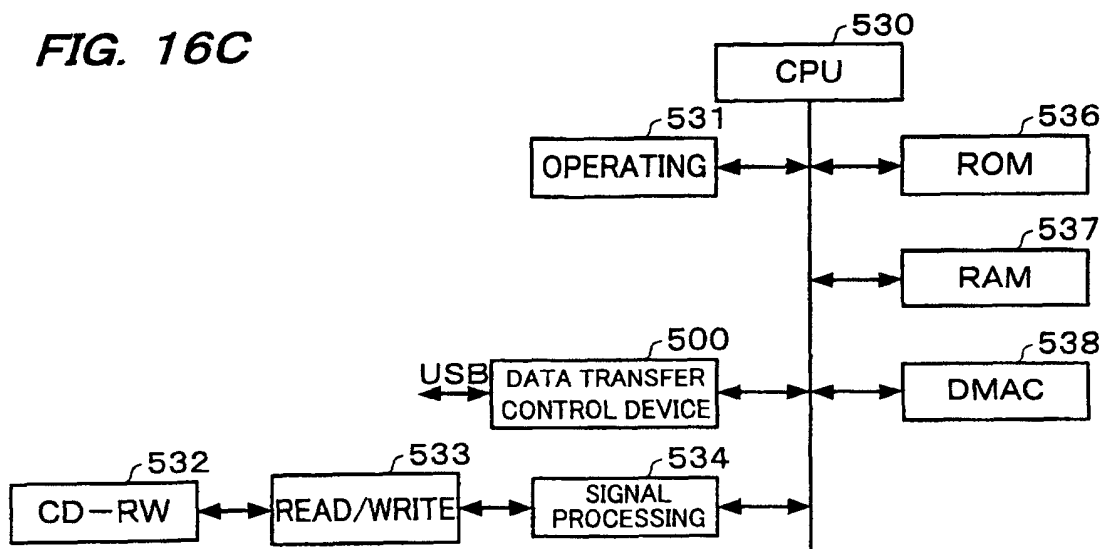 FIG. 16C
530
CPU
531
OPERATING
536
ROM
537
RAM
500
USB
DATA TRANSFER
CONTROL DEVICE
538
DMAC
532
CD-RW
533
READ/WRITE
534
SIGNAL
PROCESSING